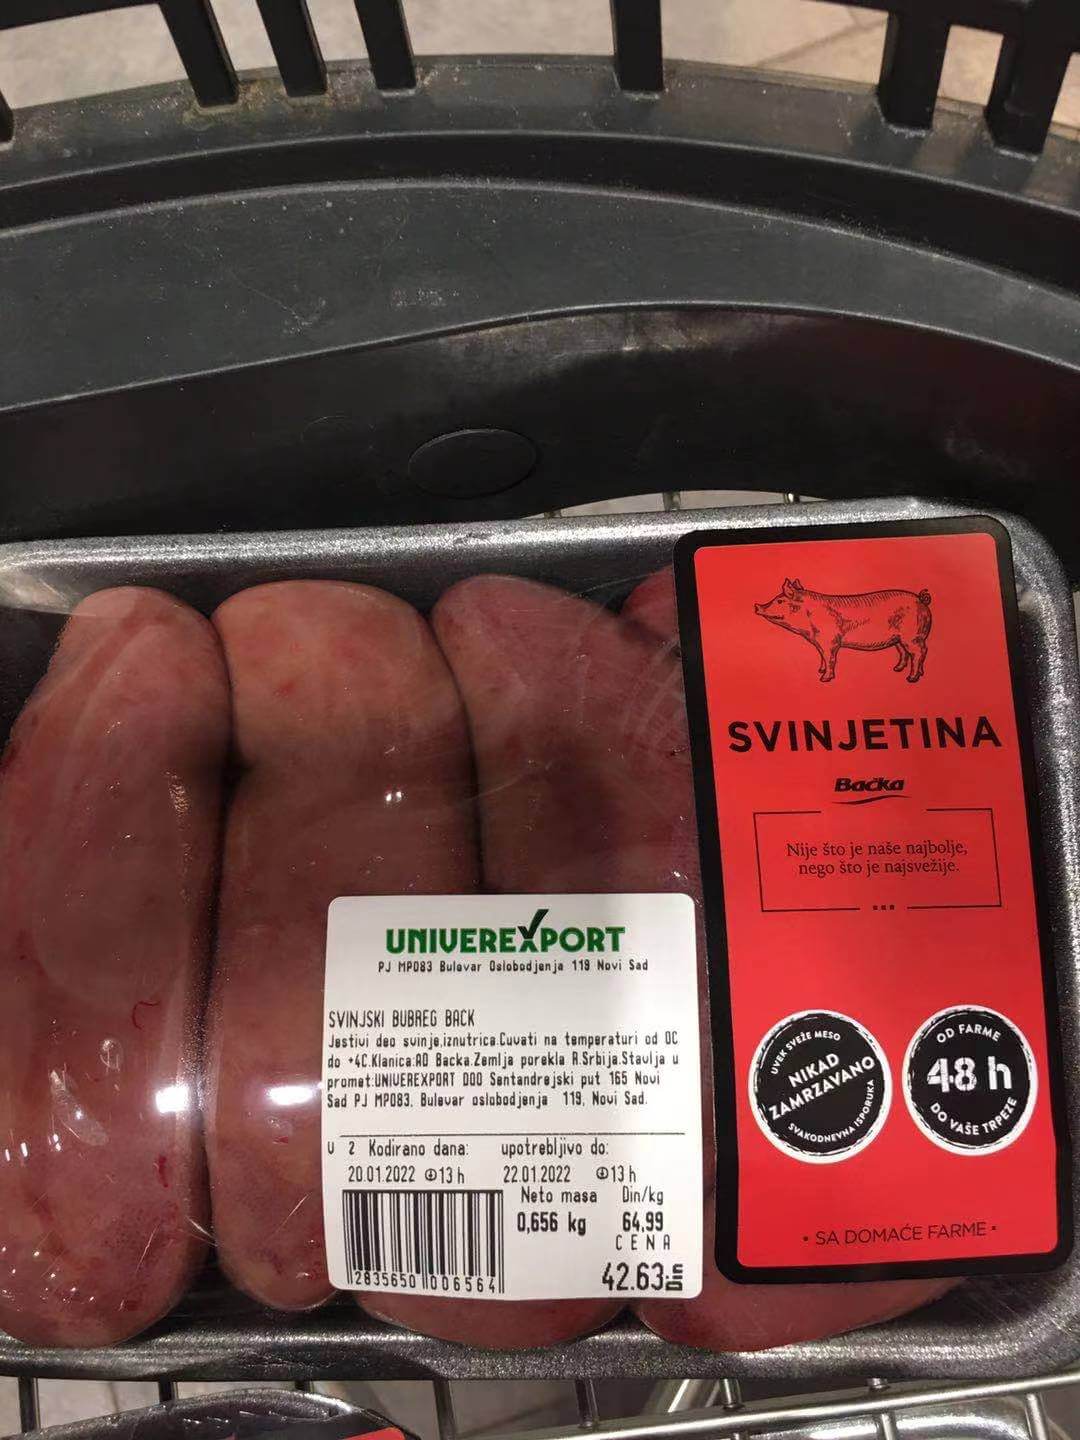 SVINJETINA
Bačka
Nije što je naše najbolje,
nego što je najsvežije.
UVEK SVEŽE MESO
NIKAD
ZAMRZAVANO
SVAKODNEVNA ISPORUKA
OD FARME
48 h
DO VAŠE TRPEZE
• SA DOMAĆE FARME •
UNIVEREXPORT
PJ MP083 Bulevar Oslobodjenja 119 Novi Sad
SVINJSKI BUBREG BACK
Jestivi deo svinje,iznutrica.Cuvati na temperaturi od 0C
do +4C.Klanica:AD Backa.Zemlja porekla R.Srbija.Stavlja u
promet:UNIVEREXPORT DOO Sentandrejski put 165 Novi
Sad PJ MP083, Bulevar oslobodjenja 119, Novi Sad.
U 2 Kodirano dana: upotrebljivo do:
20.01.2022 13 h 22.01.2022 13 h
Neto masa Din/kg
0,656 kg 64.99
CENA
42.63 Din
2835650006564